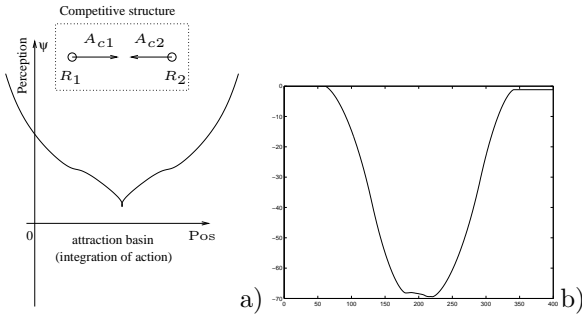 Competitive structure
A_{c1} A_{c2}
R_1 R_2
Perception ψ
0 Pos
attraction basin
(integration of action)
a)
0
−10
−20
−30
−40
−50
−60
−70
0 50 100 150 200 250 300 350 400
b)